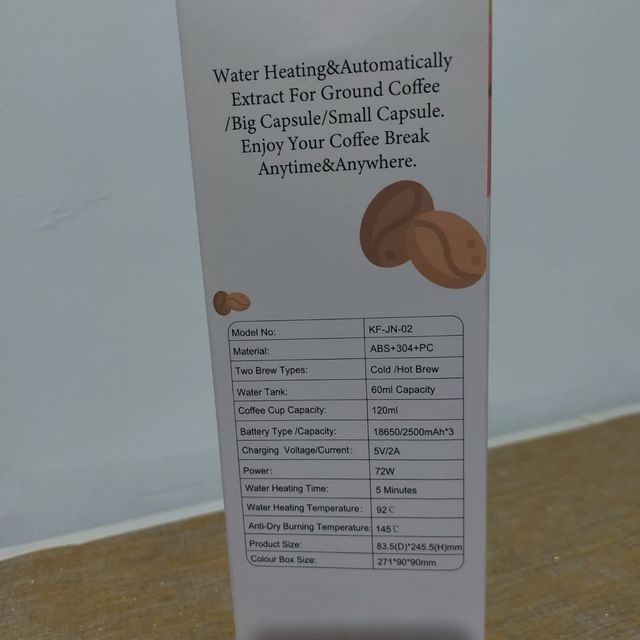 Water Heating&Automatically
Extract For Ground Coffee
/Big Capsule/Small Capsule.
Enjoy Your Coffee Break
Anytime&Anywhere.
Model No: KF-JN-02
Material: ABS+304+PC
Two Brew Types: Cold /Hot Brew
Water Tank: 60ml Capacity
Coffee Cup Capacity: 120ml
Battery Type /Capacity: 18650/2500mAh*3
Charging Voltage/Current: 5V/2A
Power: 72W
Water Heating Time: 5 Minutes
Water Heating Temperature: 92℃
Anti-Dry Burning Temperature: 145℃
Product Size: 83.5(D)*245.5(H)mm
Colour Box Size: 271*90*90mm